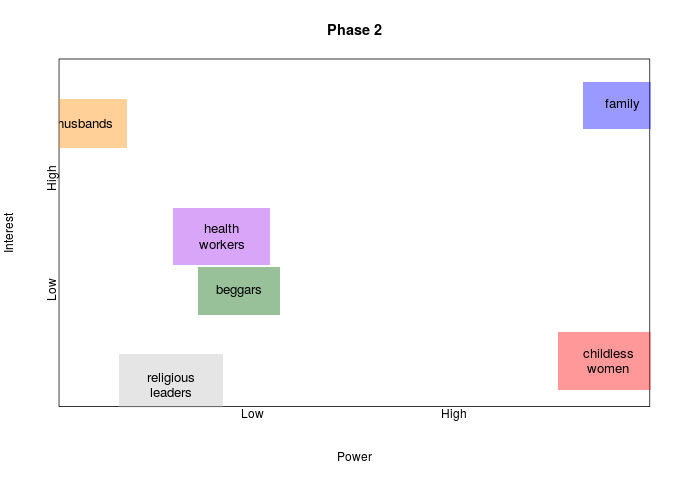 Phase 2
family
husbands
High
health
workers
Interest
beggars
Low
childless
women
religious
leaders
Low
High
Power